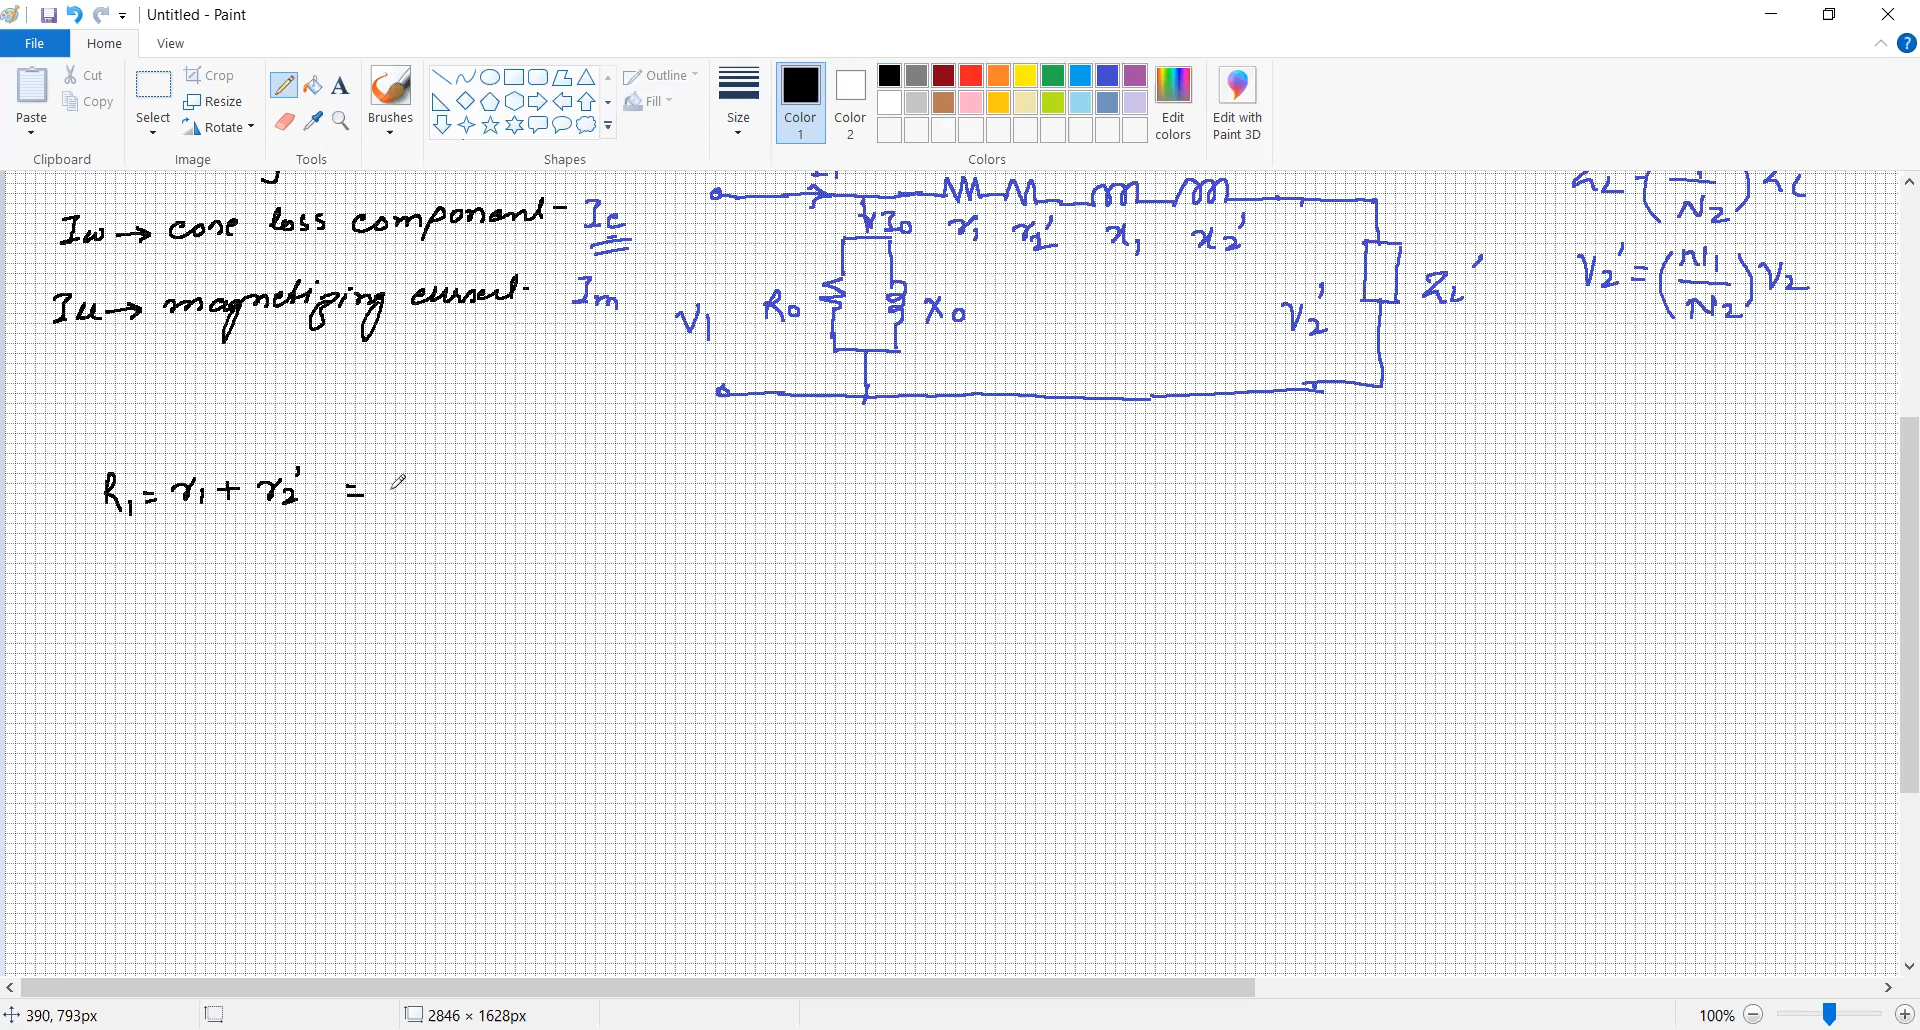 Untitled - Paint
File Home View
Paste
Cut
Copy
Clipboard
Select
Crop
Resize
Rotate
Image
Tools
Brushes
Outline
Fill
Shapes
Size
Color 1
Color 2
Edit colors
Edit with Paint 3D
Colors
Iω → core loss component - Ic
Iμ → magnetizing current. Im
I0
r1 r2' x1 x2'
V1 R0 X0 V2' ZL'
V2' = (N1/N2) V2
R1 = r1 + r2' =
390, 793px
2846 × 1628px
100%